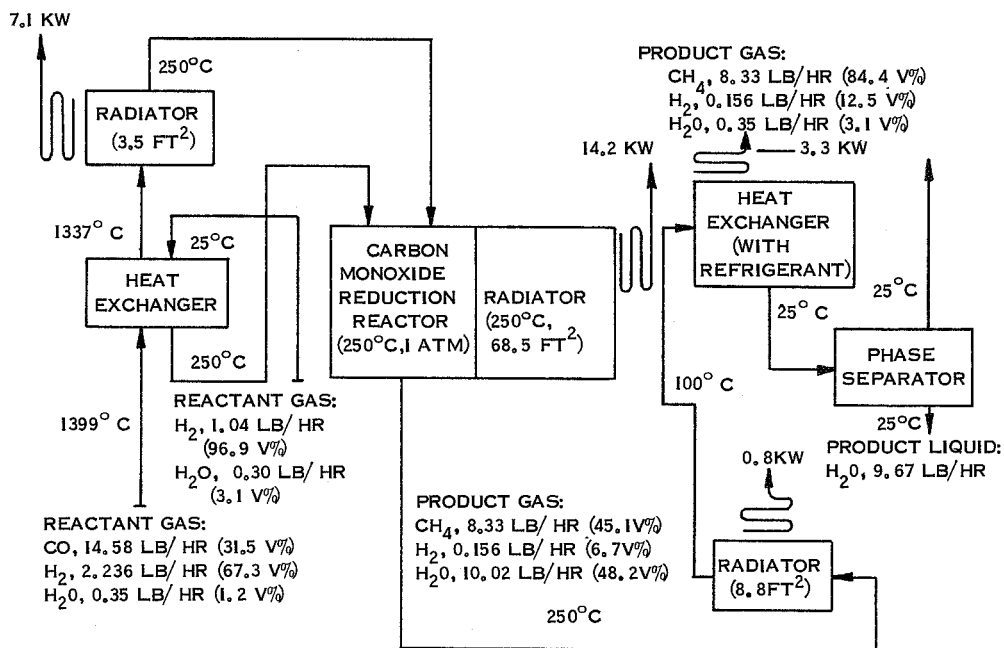 7.1 KW
250°C
RADIATOR
(3.5 FT²)
1337° C
25°C
HEAT
EXCHANGER
250°C
1399° C
REACTANT GAS:
H₂, 1.04 LB/HR
(96.9 V%)
H₂O, 0.30 LB/HR
(3.1 V%)
REACTANT GAS:
CO, 14.58 LB/HR (31.5 V%)
H₂, 2.236 LB/HR (67.3 V%)
H₂O, 0.35 LB/HR (1.2 V%)
CARBON
MONOXIDE
REDUCTION
REACTOR
(250°C, 1 ATM)
RADIATOR
(250°C,
68.5 FT²)
14.2 KW
PRODUCT GAS:
CH₄, 8.33 LB/HR (45.1V%)
H₂, 0.156 LB/HR (6.7V%)
H₂O, 10.02 LB/HR (48.2V%)
250°C
PRODUCT GAS:
CH₄, 8.33 LB/HR (84.4 V%)
H₂, 0.156 LB/HR (12.5 V%)
H₂O, 0.35 LB/HR (3.1 V%)
3.3 KW
HEAT
EXCHANGER
(WITH
REFRIGERANT)
25°C
25°C
PHASE
SEPARATOR
100°C
25°C
PRODUCT LIQUID:
H₂O, 9.67 LB/HR
0.8KW
RADIATOR
(8.8FT²)